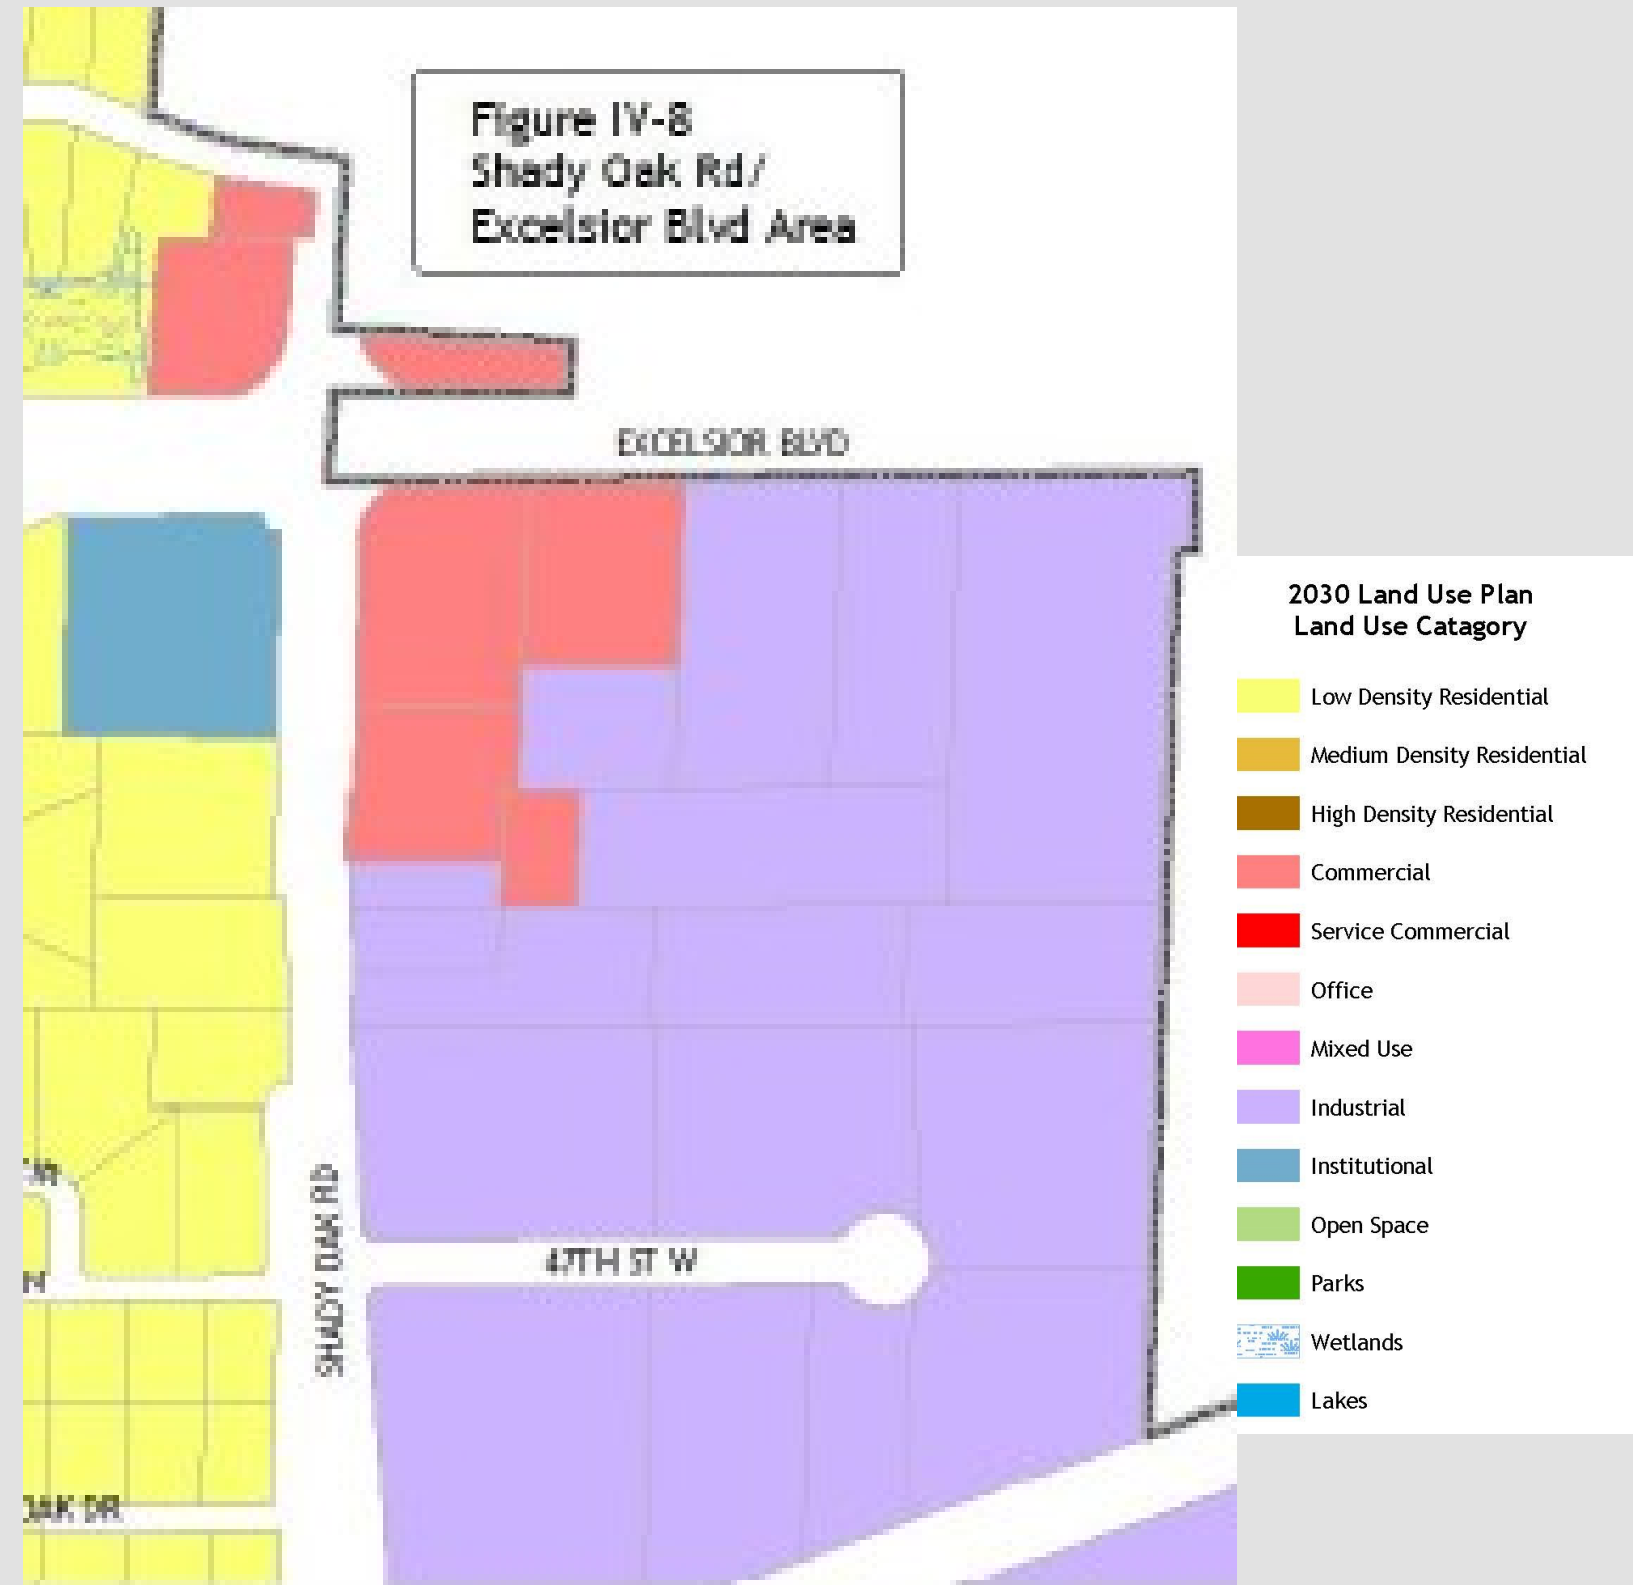 Figure IV-8
Shady Oak Rd/
Excelsior Blvd Area
EXCELSIOR BLVD
2030 Land Use Plan
Land Use Catagory
Low Density Residential
Medium Density Residential
High Density Residential
Commercial
Service Commercial
Office
Mixed Use
Industrial
Institutional
Open Space
Parks
Wetlands
Lakes
SHADY OAK RD
47TH ST W
OAK DR